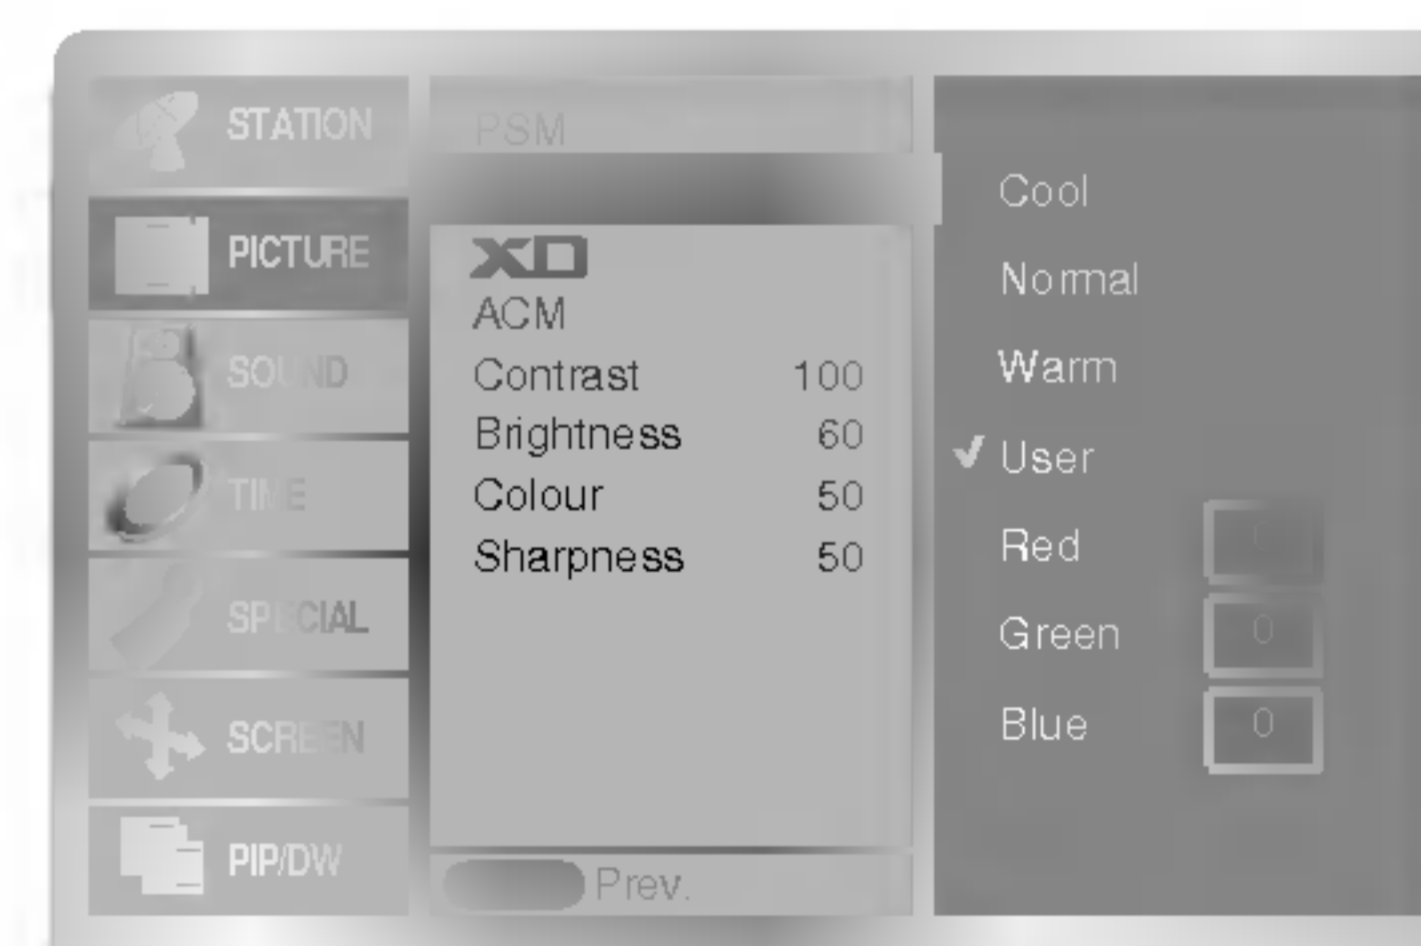 STATION
PICTURE
SOUND
TIME
SPECIAL
SCREEN
PIP/DW
PSM
XD
ACM
Contrast 100
Brightness 60
Colour 50
Sharpness 50
Prev.
Cool
Normal
Warm
✔ User
Red
Green 0
Blue 0